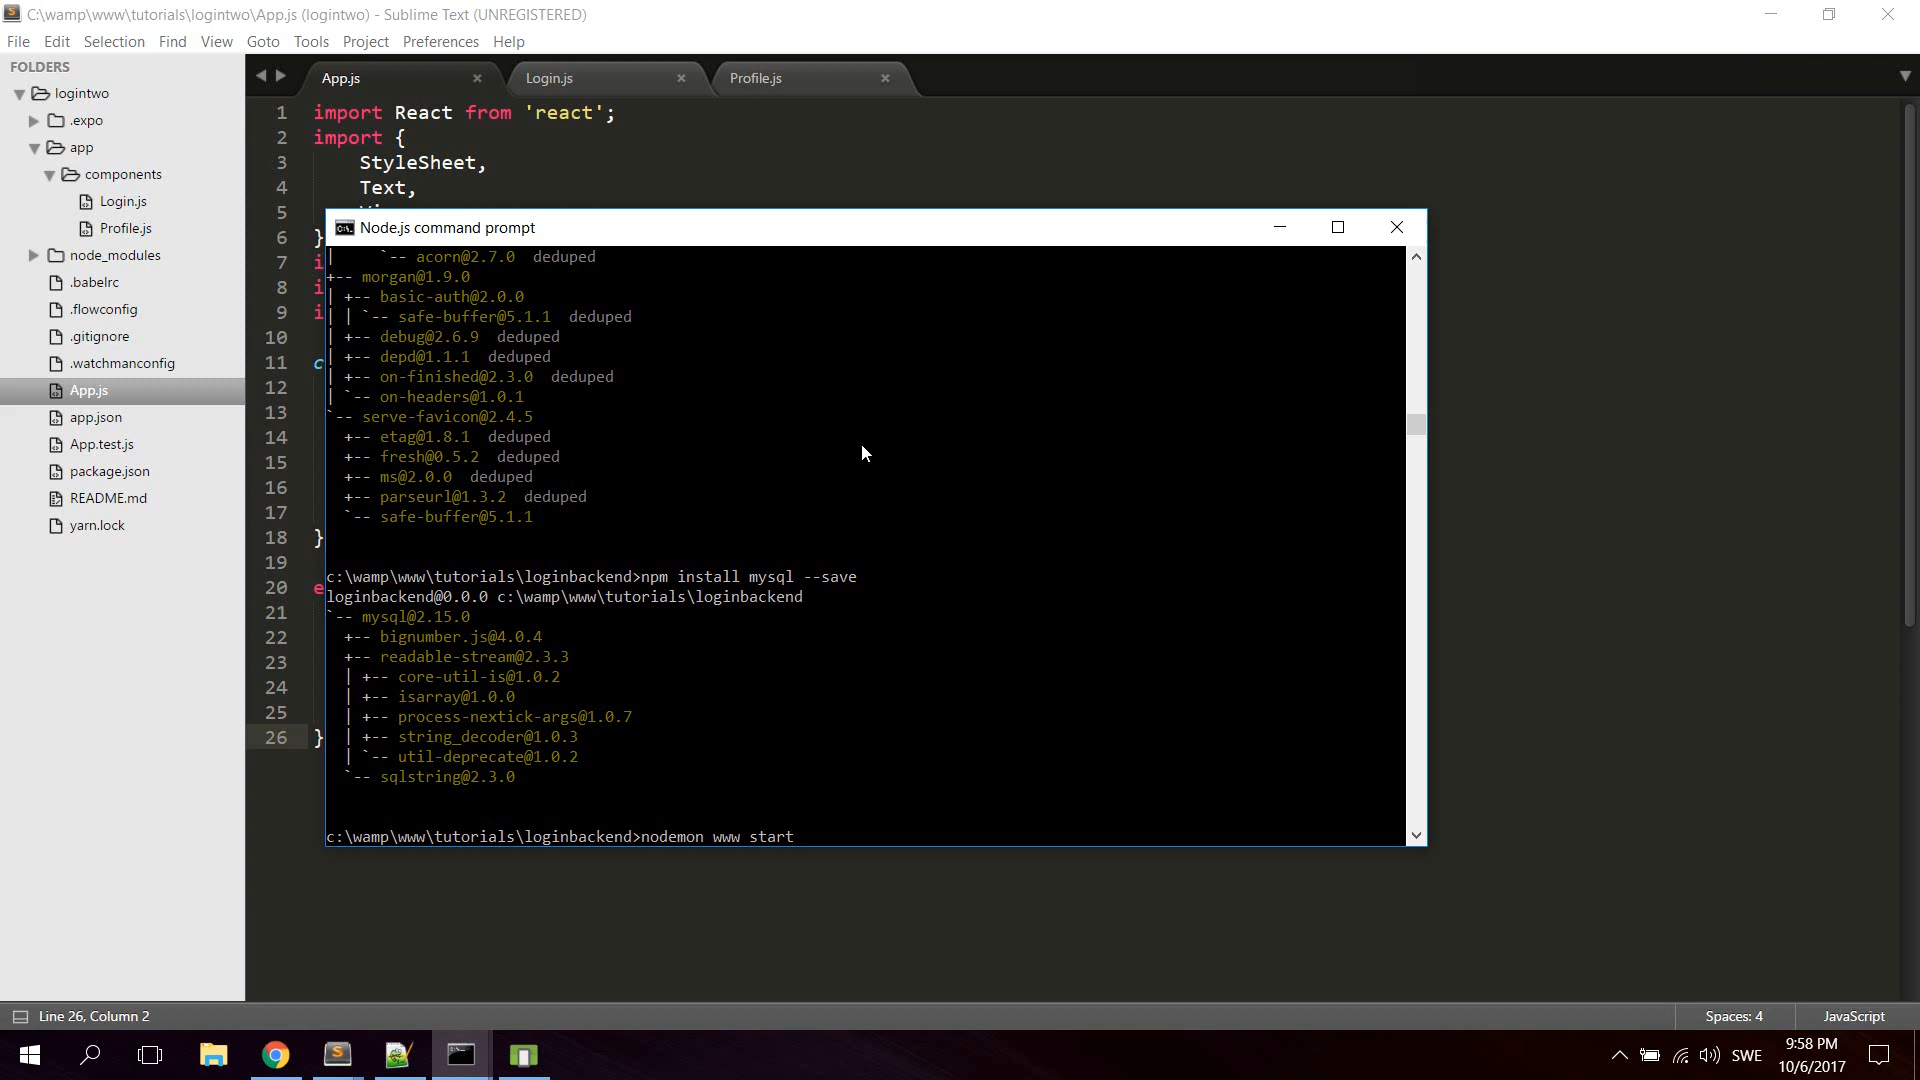 C:\wamp\www\tutorials\logintwo\App.js (logintwo) - Sublime Text (UNREGISTERED)
File Edit Selection Find View Goto Tools Project Preferences Help
FOLDERS
logintwo
.expo
app
components
Login.js
Profile.js
node_modules
.babelrc
.flowconfig
.gitignore
.watchmanconfig
App.js
app.json
App.test.js
package.json
README.md
yarn.lock
App.js Login.js Profile.js
1 import React from 'react';
2 import {
3 StyleSheet,
4 Text,
5
6 }
7 i
8 i
9 i
10
11 c
12
13
14
15
16
17
18 }
19
20 e
21
22
23
24
25
26 }
Node.js command prompt
| `-- acorn@2.7.0 deduped
+-- morgan@1.9.0
| +-- basic-auth@2.0.0
| | `-- safe-buffer@5.1.1 deduped
| +-- debug@2.6.9 deduped
| +-- depd@1.1.1 deduped
| +-- on-finished@2.3.0 deduped
| `-- on-headers@1.0.1
`-- serve-favicon@2.4.5
+-- etag@1.8.1 deduped
+-- fresh@0.5.2 deduped
+-- ms@2.0.0 deduped
+-- parseurl@1.3.2 deduped
`-- safe-buffer@5.1.1
c:\wamp\www\tutorials\loginbackend>npm install mysql --save
loginbackend@0.0.0 c:\wamp\www\tutorials\loginbackend
`-- mysql@2.15.0
+-- bignumber.js@4.0.4
+-- readable-stream@2.3.3
| +-- core-util-is@1.0.2
| +-- isarray@1.0.0
| +-- process-nextick-args@1.0.7
| +-- string_decoder@1.0.3
| `-- util-deprecate@1.0.2
`-- sqlstring@2.3.0
c:\wamp\www\tutorials\loginbackend>nodemon www start
Line 26, Column 2 Spaces: 4 JavaScript
SWE
9:58 PM
10/6/2017